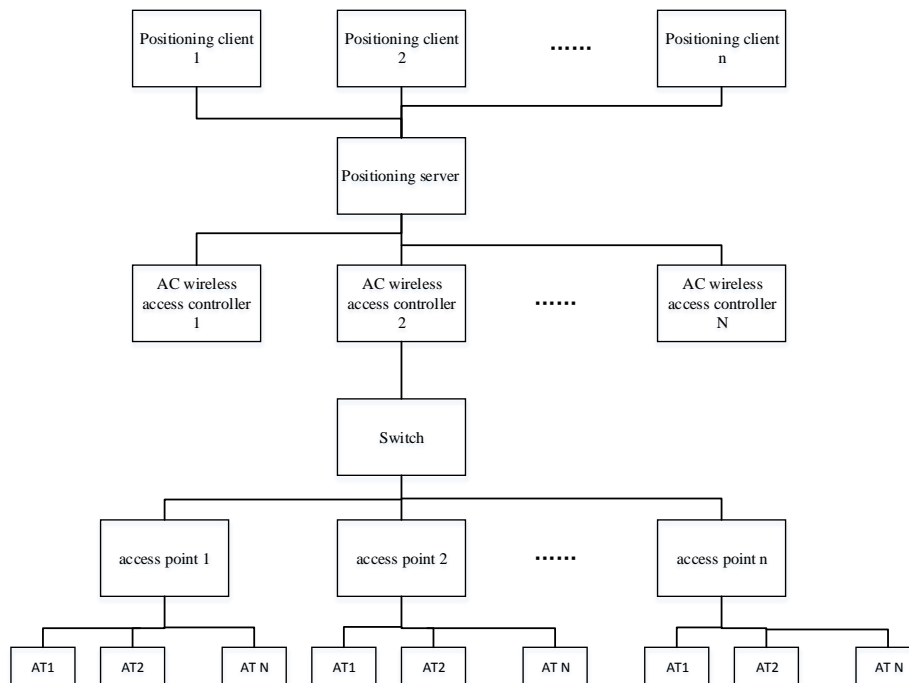 Positioning client
1
Positioning client
2
......
Positioning client
n
Positioning server
AC wireless
access controller
1
AC wireless
access controller
2
......
AC wireless
access controller
N
Switch
access point 1
access point 2
......
access point n
AT1
AT2
AT N
AT1
AT2
AT N
AT1
AT2
AT N